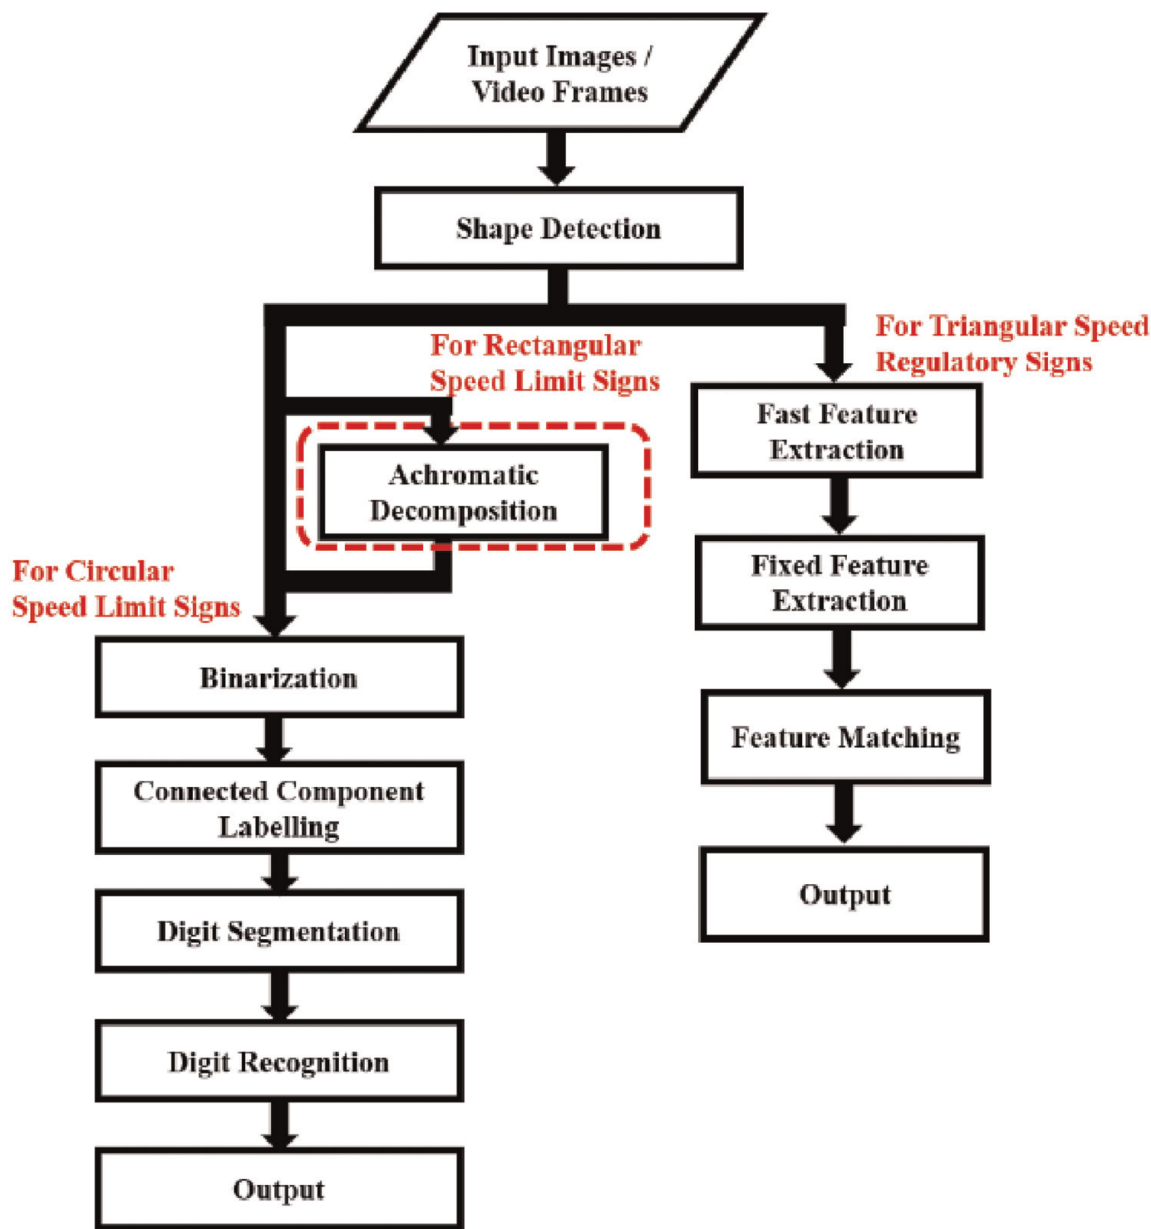 Input Images /
Video Frames
Shape Detection
For Rectangular
Speed Limit Signs
For Triangular Speed
Regulatory Signs
Fast Feature
Extraction
Achromatic
Decomposition
Fixed Feature
Extraction
For Circular
Speed Limit Signs
Binarization
Feature Matching
Connected Component
Labelling
Output
Digit Segmentation
Digit Recognition
Output